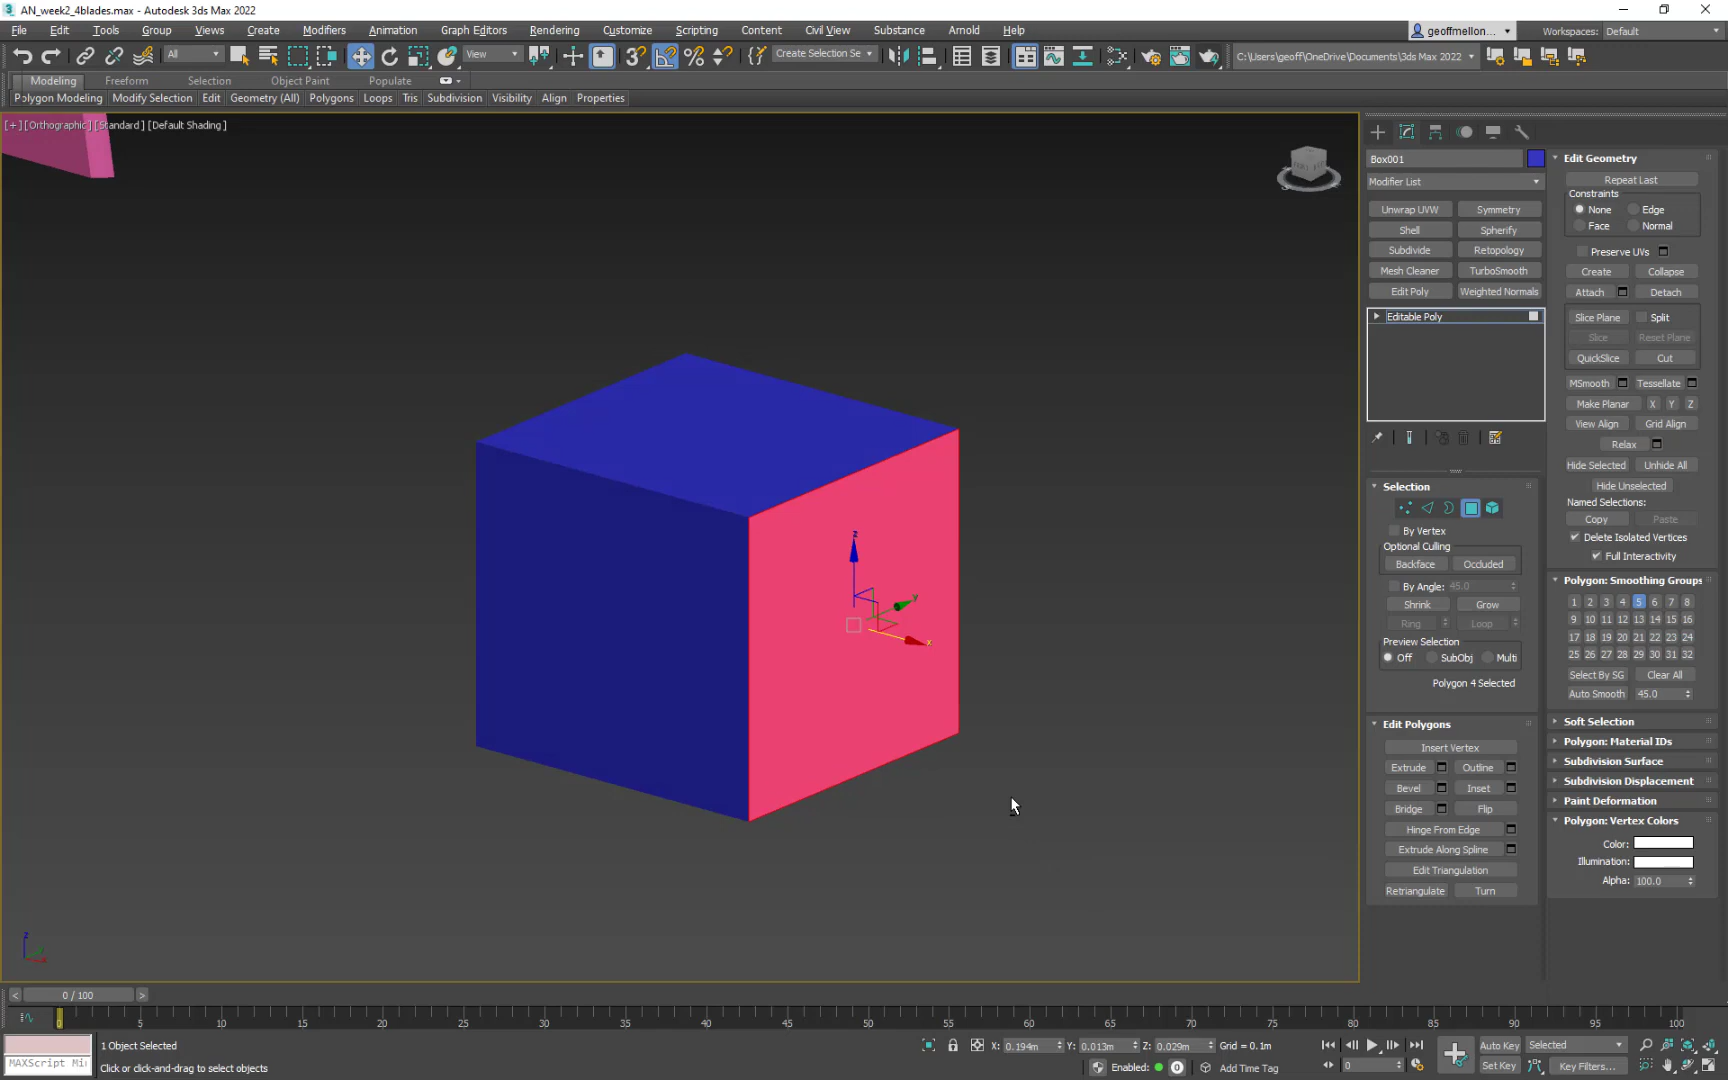 AN_week2_4blades.max - Autodesk 3ds Max 2022
File Edit Tools Group Views Create Modifiers Animation Graph Editors Rendering Customize Scripting Content Civil View Substance Arnold Help
geoffmellon... Workspaces: Default
All View Create Selection Se C:\Users\geoff\OneDrive\Documents\3ds Max 2022
Modeling Freeform Selection Object Paint Populate
Polygon Modeling Modify Selection Edit Geometry (All) Polygons Loops Tris Subdivision Visibility Align Properties
[+] [Orthographic] [Standard] [Default Shading]
Box001
Modifier List
Unwrap UVW Symmetry
Shell Spherify
Subdivide Retopology
Mesh Cleaner TurboSmooth
Edit Poly Weighted Normals
Editable Poly
Selection
By Vertex
Optional Culling
Backface Occluded
By Angle: 45.0
Shrink Grow
Ring Loop
Preview Selection
Off SubObj Multi
Polygon 4 Selected
Edit Polygons
Insert Vertex
Extrude Outline
Bevel Inset
Bridge Flip
Hinge From Edge
Extrude Along Spline
Edit Triangulation
Retriangulate Turn
Edit Geometry
Repeat Last
Constraints
None Edge
Face Normal
Preserve UVs
Create Collapse
Attach Detach
Slice Plane Split
Slice Reset Plane
QuickSlice Cut
MSmooth Tessellate
Make Planar X Y Z
View Align Grid Align
Relax
Hide Selected Unhide All
Hide Unselected
Named Selections:
Copy Paste
Delete Isolated Vertices
Full Interactivity
Polygon: Smoothing Groups
1 2 3 4 5 6 7 8
9 10 11 12 13 14 15 16
17 18 19 20 21 22 23 24
25 26 27 28 29 30 31 32
Select By SG Clear All
Auto Smooth 45.0
Soft Selection
Polygon: Material IDs
Subdivision Surface
Subdivision Displacement
Paint Deformation
Polygon: Vertex Colors
Color:
Illumination:
Alpha: 100.0
z
y
x
z
x
< 0 / 100 >
0 5 10 15 20 25 30 35 40 45 50 55 60 65 70 75 80 85 90 95 100
1 Object Selected X: 0.194m Y: 0.013m Z: 0.029m Grid = 0.1m Auto Key Selected
MAXScript Mi Click or click-and-drag to select objects Enabled: 0 Add Time Tag 0 Set Key Key Filters...